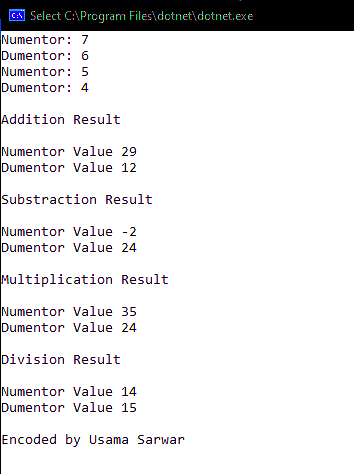 Select C:\Program Files\dotnet\dotnet.exe
Numentor: 7
Dumentor: 6
Numentor: 5
Dumentor: 4
Addition Result
Numentor Value 29
Dumentor Value 12
Substraction Result
Numentor Value -2
Dumentor Value 24
Multiplication Result
Numentor Value 35
Dumentor Value 24
Division Result
Numentor Value 14
Dumentor Value 15
Encoded by Usama Sarwar